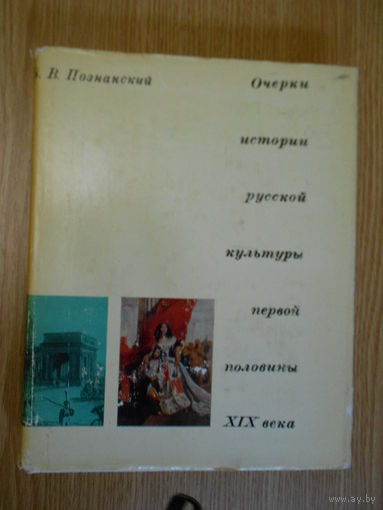 В. Познанский
Очерки
истории
русской
культуры
первой
половины
XIX века
www.ay.by